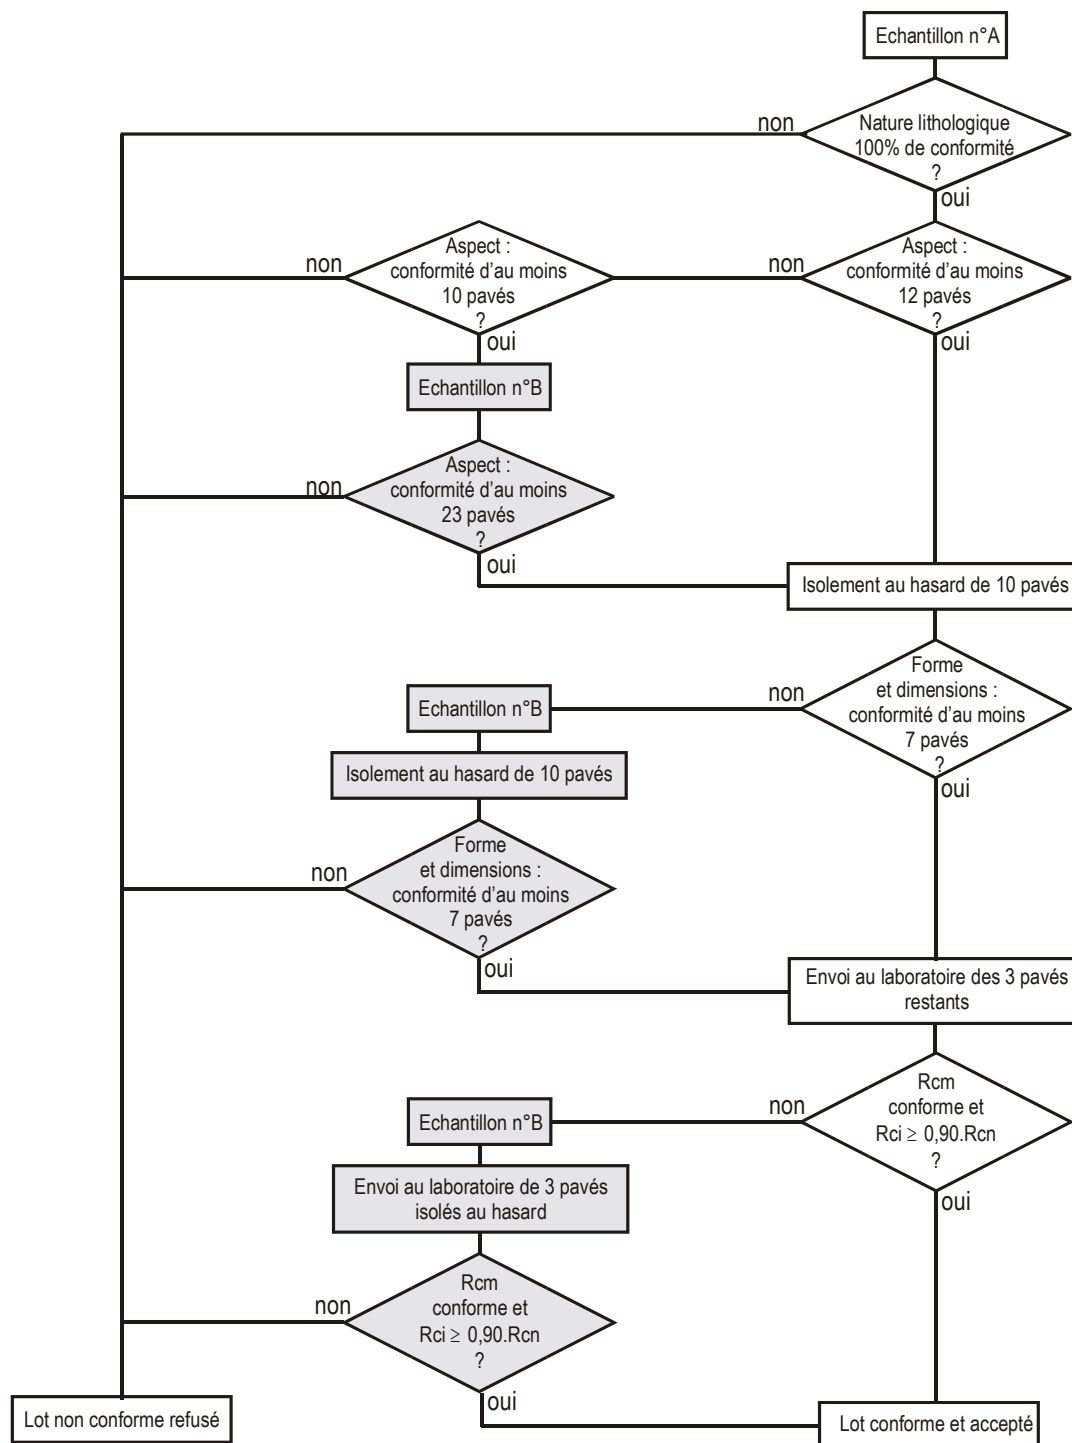 Echantillon n°A
non
Nature lithologique
100% de conformité
?
oui
non
Aspect :
conformité d'au moins
10 pavés
?
oui
non
Aspect :
conformité d'au moins
12 pavés
?
oui
Echantillon n°B
non
Aspect :
conformité d'au moins
23 pavés
?
oui
Isolement au hasard de 10 pavés
non
Forme
et dimensions :
conformité d'au moins
7 pavés
?
oui
Echantillon n°B
Isolement au hasard de 10 pavés
non
Forme
et dimensions :
conformité d'au moins
7 pavés
?
oui
Envoi au laboratoire des 3 pavés
restants
non
Rcm
conforme et
Rci ≥ 0,90.Rcn
?
oui
Echantillon n°B
Envoi au laboratoire de 3 pavés
isolés au hasard
non
Rcm
conforme et
Rci ≥ 0,90.Rcn
?
oui
Lot non conforme refusé
Lot conforme et accepté